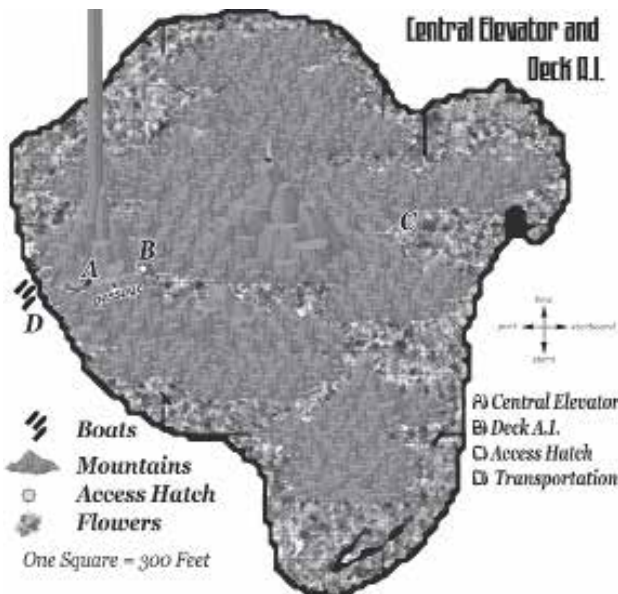 Central Elevator and
Deck A.I.
A
B
C
D
passage
port
starboard
stern
A Central Elevator
B Deck A.I.
C Access Hatch
D Transportation
Boats
Mountains
Access Hatch
Flowers
One Square = 300 Feet